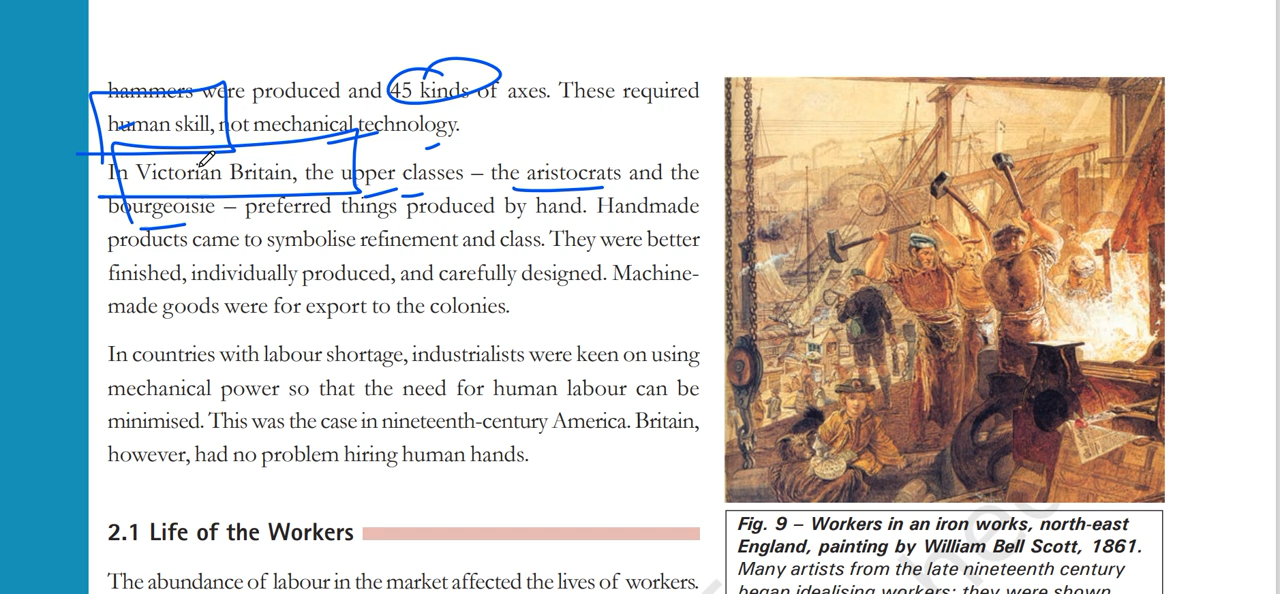 hammers were produced and 45 kinds of axes. These required
human skill, not mechanical technology.
In Victorian Britain, the upper classes – the aristocrats and the
bourgeoisie – preferred things produced by hand. Handmade
products came to symbolise refinement and class. They were better
finished, individually produced, and carefully designed. Machine-
made goods were for export to the colonies.
In countries with labour shortage, industrialists were keen on using
mechanical power so that the need for human labour can be
minimised. This was the case in nineteenth-century America. Britain,
however, had no problem hiring human hands.
2.1 Life of the Workers
The abundance of labour in the market affected the lives of workers.
Fig. 9 – Workers in an iron works, north-east
England, painting by William Bell Scott, 1861.
Many artists from the late nineteenth century
began idealising workers: they were shown